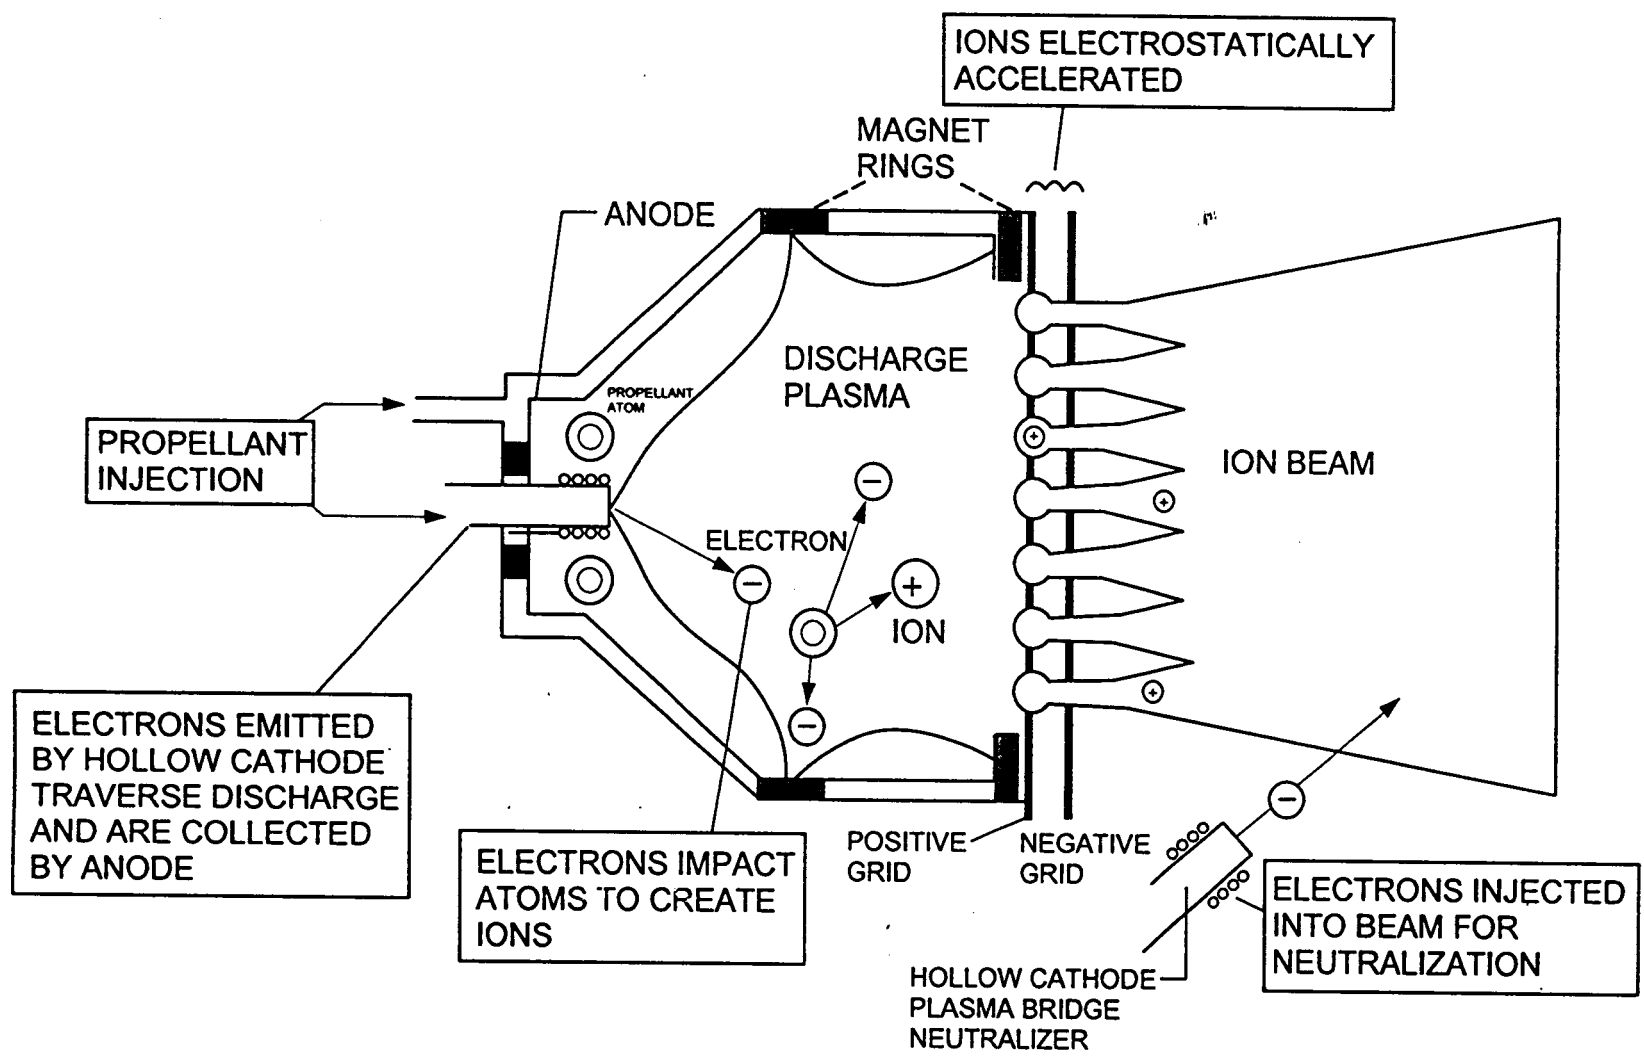 IONS ELECTROSTATICALLY
ACCELERATED
MAGNET
RINGS
ANODE
PROPELLANT
ATOM
DISCHARGE
PLASMA
PROPELLANT
INJECTION
ION BEAM
ELECTRON
ION
ELECTRONS EMITTED
BY HOLLOW CATHODE
TRAVERSE DISCHARGE
AND ARE COLLECTED
BY ANODE
ELECTRONS IMPACT
ATOMS TO CREATE
IONS
POSITIVE
GRID
NEGATIVE
GRID
ELECTRONS INJECTED
INTO BEAM FOR
NEUTRALIZATION
HOLLOW CATHODE
PLASMA BRIDGE
NEUTRALIZER